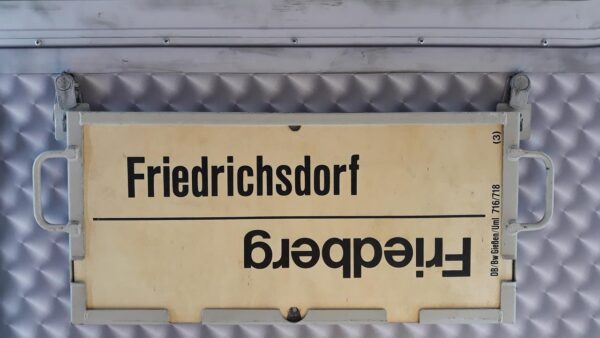 Friedrichsdorf
Friedberg
DB/Bw Gießen/Uml 716/718 (3)